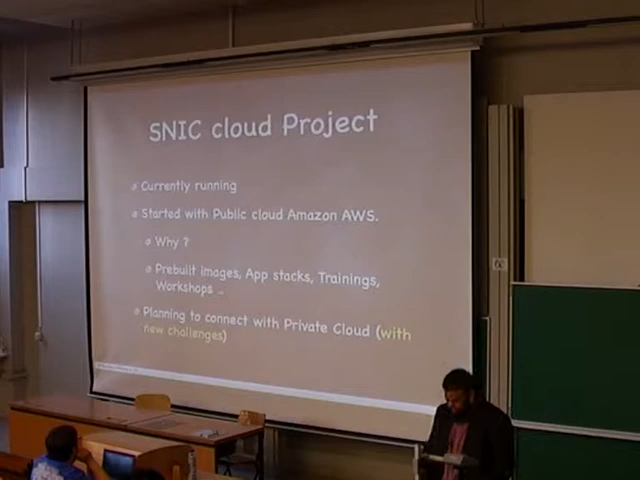 SNIC cloud Project
Currently running
Started with Public cloud Amazon AWS.
Why ?
Prebuilt images, App stacks, Trainings,
Workshops ...
Planning to connect with Private Cloud (with
new challenges)